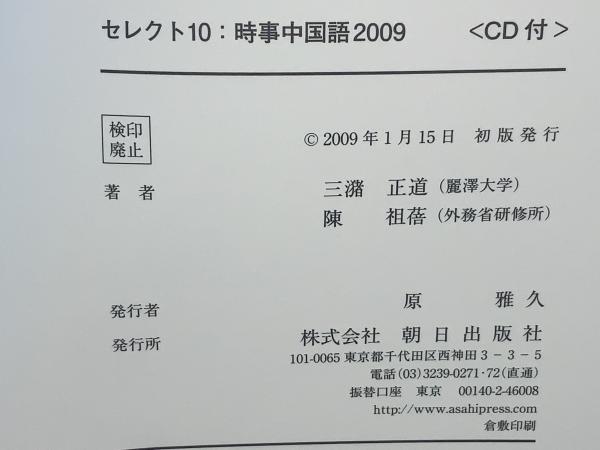 セレクト10：時事中国語2009 <CD付>
検印
廃止
©2009年1月15日 初版発行
著者 三瀦 正道（麗澤大学）
陳 祖蓓（外務省研修所）
発行者 原 雅久
発行所 株式会社 朝日出版社
101-0065 東京都千代田区西神田3-3-5
電話(03)3239-0271・72(直通)
振替口座 東京 00140-2-46008
http://www.asahipress.com
倉敷印刷